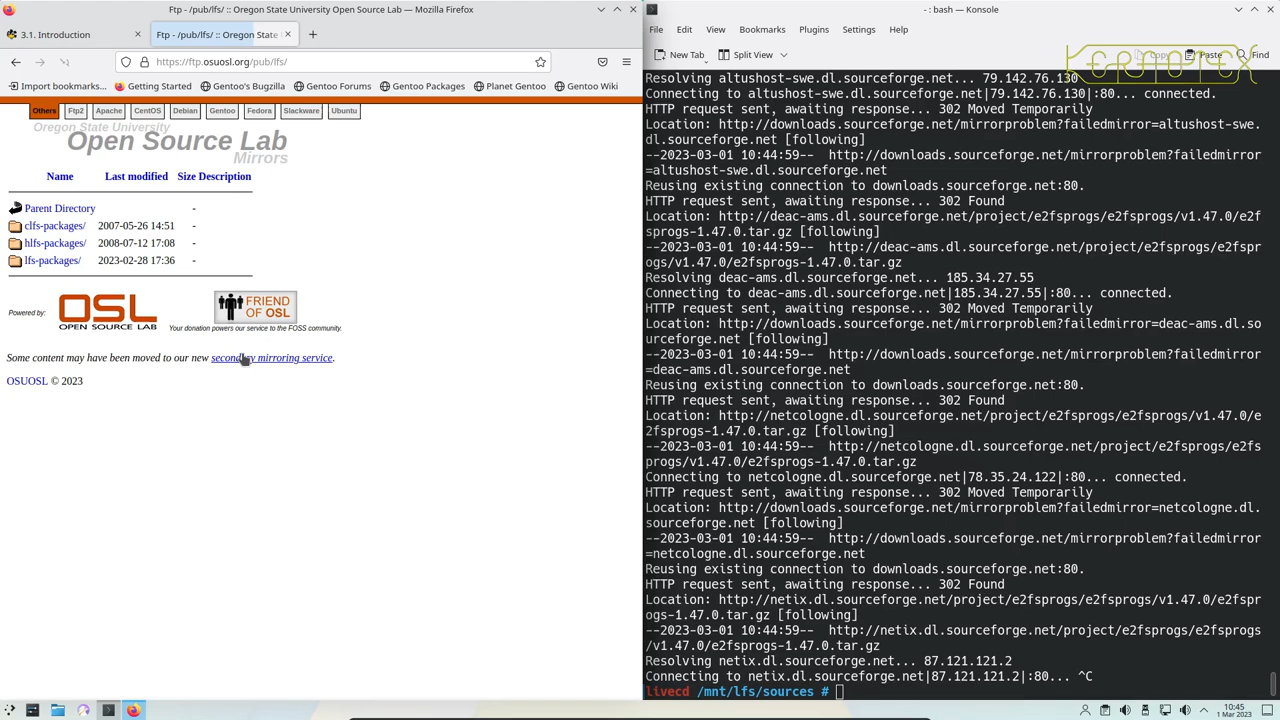 Ftp - /pub/lfs/ :: Oregon State University Open Source Lab — Mozilla Firefox
3.1. Introduction
Ftp - /pub/lfs/ :: Oregon State
https://ftp.osuosl.org/pub/lfs/
Import bookmarks...
Getting Started
Gentoo's Bugzilla
Gentoo Forums
Gentoo Packages
Planet Gentoo
Gentoo Wiki
Others Ftp2 Apache CentOS Debian Gentoo Fedora Slackware Ubuntu
Oregon State University
Open Source Lab
Mirrors
Name Last modified Size Description
Parent Directory -
clfs-packages/ 2007-05-26 14:51 -
hlfs-packages/ 2008-07-12 17:08 -
lfs-packages/ 2023-02-28 17:36 -
Powered by:
OSL
OPEN SOURCE LAB
FRIEND
OF OSL
Your donation powers our service to the FOSS community.
Some content may have been moved to our new secondary mirroring service.
OSUOSL © 2023
- : bash — Konsole
File Edit View Bookmarks Plugins Settings Help
New Tab Split View Copy Paste Find
KERNOTEX
Resolving altushost-swe.dl.sourceforge.net... 79.142.76.130
Connecting to altushost-swe.dl.sourceforge.net|79.142.76.130|:80... connected.
HTTP request sent, awaiting response... 302 Moved Temporarily
Location: http://downloads.sourceforge.net/mirrorproblem?failedmirror=altushost-swe.
dl.sourceforge.net [following]
--2023-03-01 10:44:59--  http://downloads.sourceforge.net/mirrorproblem?failedmirror
=altushost-swe.dl.sourceforge.net
Reusing existing connection to downloads.sourceforge.net:80.
HTTP request sent, awaiting response... 302 Found
Location: http://deac-ams.dl.sourceforge.net/project/e2fsprogs/e2fsprogs/v1.47.0/e2f
sprogs-1.47.0.tar.gz [following]
--2023-03-01 10:44:59--  http://deac-ams.dl.sourceforge.net/project/e2fsprogs/e2fspr
ogs/v1.47.0/e2fsprogs-1.47.0.tar.gz
Resolving deac-ams.dl.sourceforge.net... 185.34.27.55
Connecting to deac-ams.dl.sourceforge.net|185.34.27.55|:80... connected.
HTTP request sent, awaiting response... 302 Moved Temporarily
Location: http://downloads.sourceforge.net/mirrorproblem?failedmirror=deac-ams.dl.so
urceforge.net [following]
--2023-03-01 10:44:59--  http://downloads.sourceforge.net/mirrorproblem?failedmirror
=deac-ams.dl.sourceforge.net
Reusing existing connection to downloads.sourceforge.net:80.
HTTP request sent, awaiting response... 302 Found
Location: http://netcologne.dl.sourceforge.net/project/e2fsprogs/e2fsprogs/v1.47.0/e
2fsprogs-1.47.0.tar.gz [following]
--2023-03-01 10:44:59--  http://netcologne.dl.sourceforge.net/project/e2fsprogs/e2fs
progs/v1.47.0/e2fsprogs-1.47.0.tar.gz
Connecting to netcologne.dl.sourceforge.net|78.35.24.122|:80... connected.
HTTP request sent, awaiting response... 302 Moved Temporarily
Location: http://downloads.sourceforge.net/mirrorproblem?failedmirror=netcologne.dl.
sourceforge.net [following]
--2023-03-01 10:44:59--  http://downloads.sourceforge.net/mirrorproblem?failedmirror
=netcologne.dl.sourceforge.net
Reusing existing connection to downloads.sourceforge.net:80.
HTTP request sent, awaiting response... 302 Found
Location: http://netix.dl.sourceforge.net/project/e2fsprogs/e2fsprogs/v1.47.0/e2fspr
ogs-1.47.0.tar.gz [following]
--2023-03-01 10:44:59--  http://netix.dl.sourceforge.net/project/e2fsprogs/e2fsprogs
/v1.47.0/e2fsprogs-1.47.0.tar.gz
Resolving netix.dl.sourceforge.net... 87.121.121.2
Connecting to netix.dl.sourceforge.net|87.121.121.2|:80... ^C
livecd /mnt/lfs/sources #
10:45
1 Mar 2023